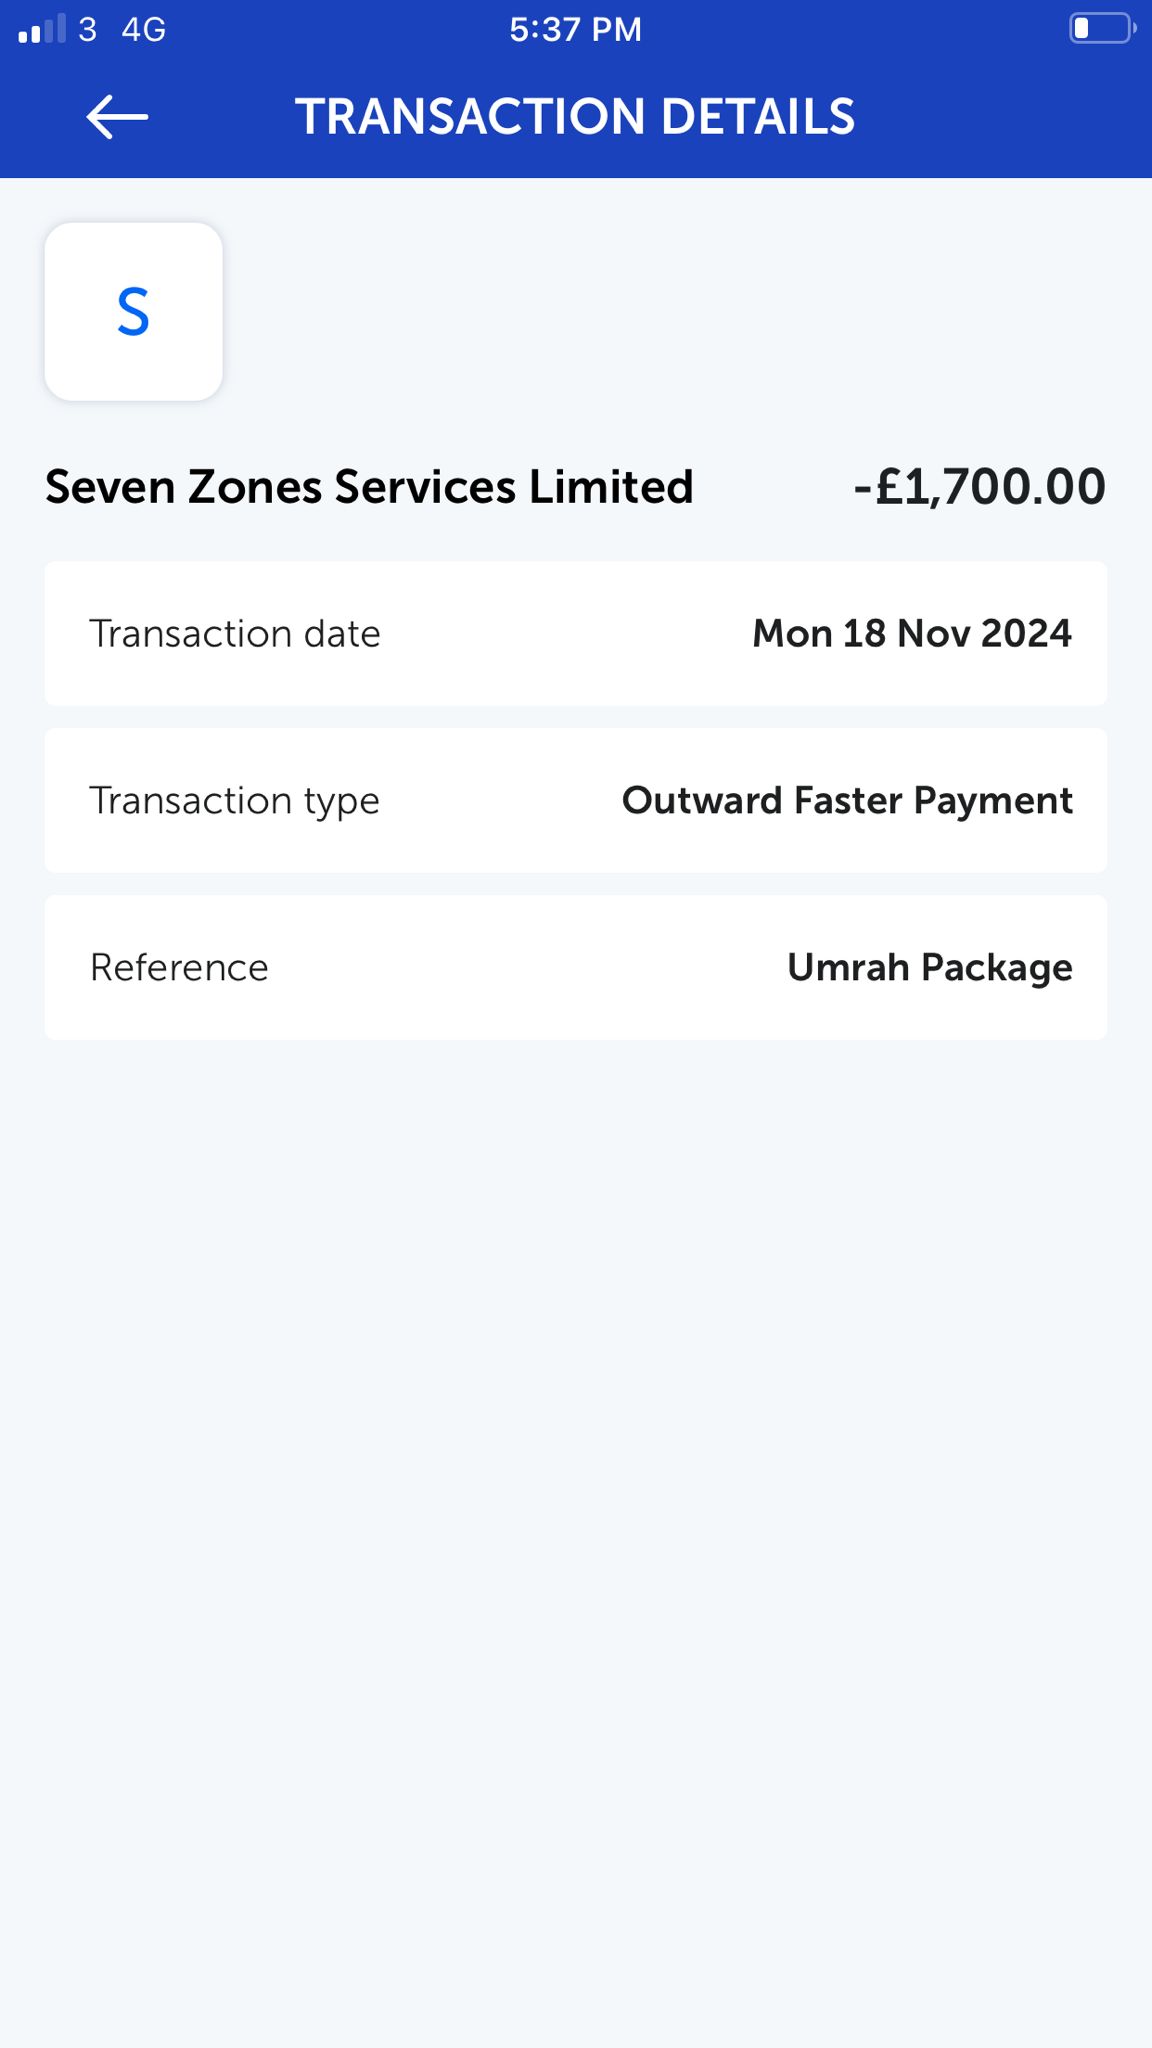 3 4G 5:37 PM
TRANSACTION DETAILS
S
Seven Zones Services Limited -£1,700.00
Transaction date Mon 18 Nov 2024
Transaction type Outward Faster Payment
Reference Umrah Package